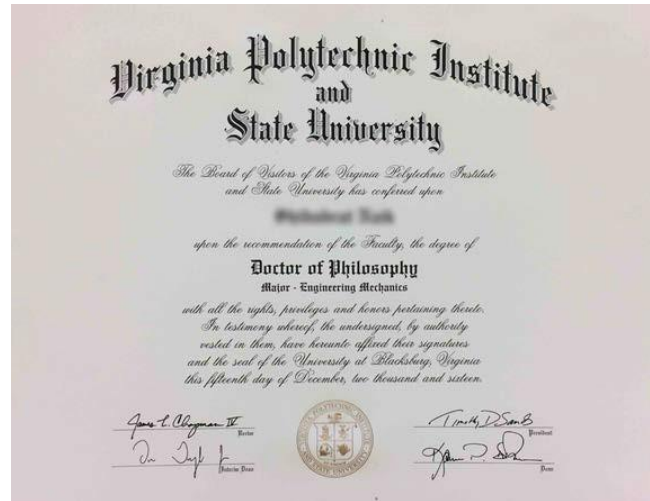 Virginia Polytechnic Institute
and
State University
The Board of Visitors of the Virginia Polytechnic Institute
and State University has conferred upon
upon the recommendation of the Faculty, the degree of
Doctor of Philosophy
Major - Engineering Mechanics
with all the rights, privileges and honors pertaining thereto.
In testimony whereof, the undersigned, by authority
vested in them, have hereunto affixed their signatures
and the seal of the University at Blacksburg, Virginia
this fifteenth day of December, two thousand and sixteen.
Rector
President
Interim Dean
Dean